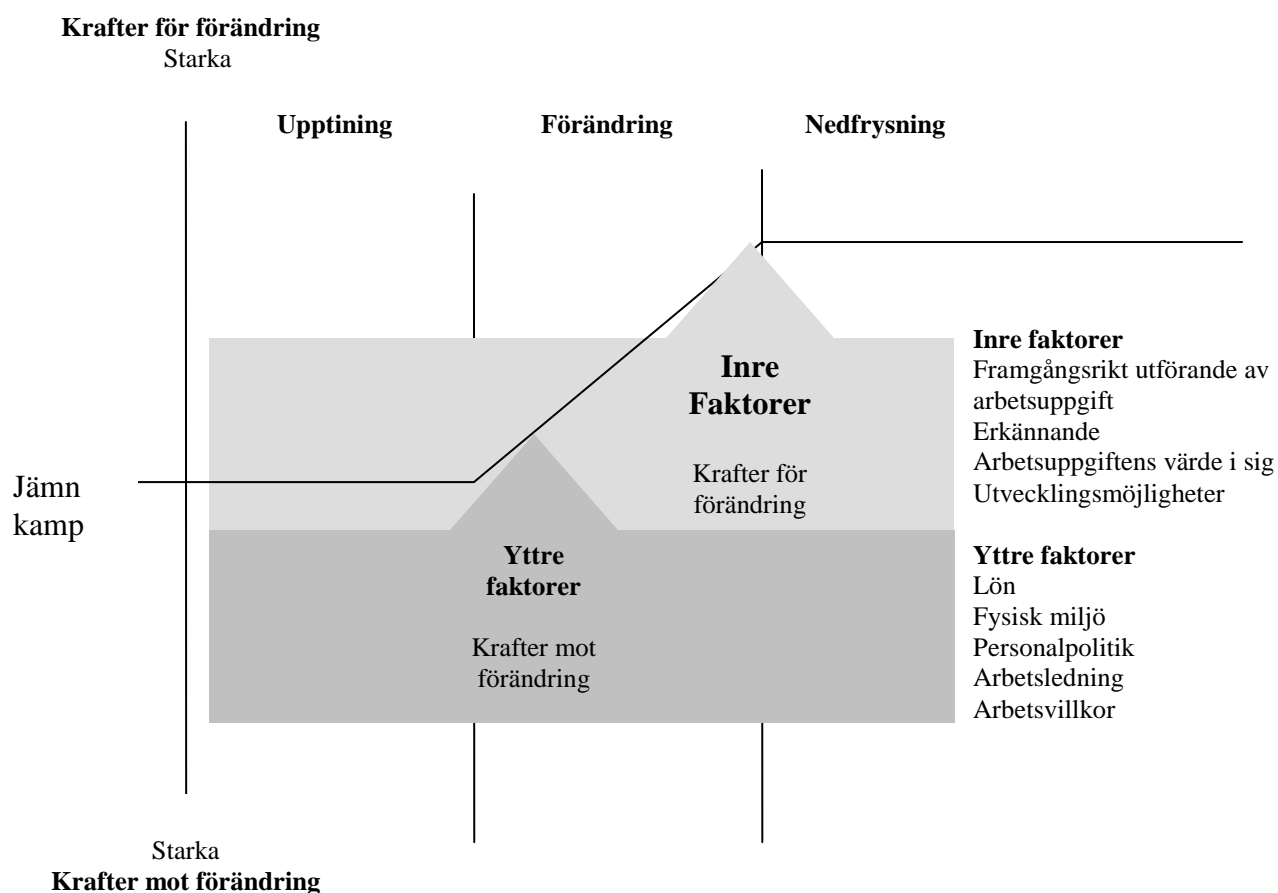 Krafter för förändring
Starka
Upptining
Förändring
Nedfrysning
Jämn
kamp
Inre
Faktorer
Krafter för
förändring
Yttre
faktorer
Krafter mot
förändring
Inre faktorer
Framgångsrikt utförande av
arbetsuppgift
Erkännande
Arbetsuppgiftens värde i sig
Utvecklingsmöjligheter
Yttre faktorer
Lön
Fysisk miljö
Personalpolitik
Arbetsledning
Arbetsvillkor
Starka
Krafter mot förändring